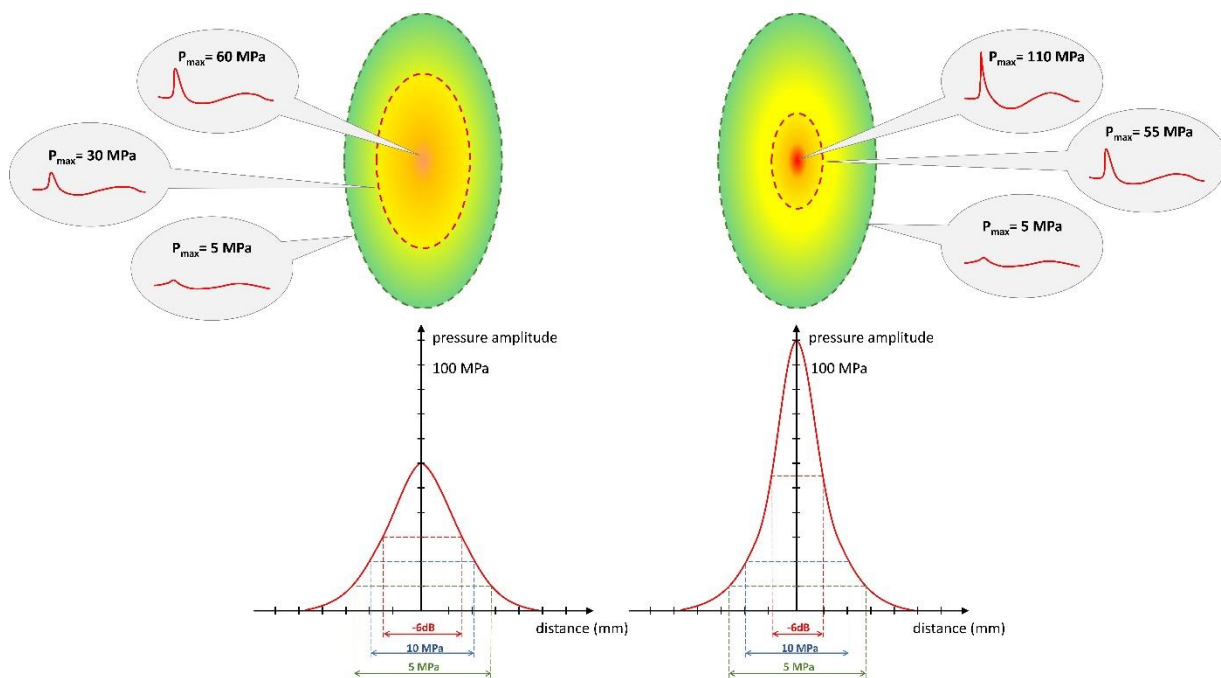 Pmax= 60 MPa
Pmax= 30 MPa
Pmax= 5 MPa
Pmax= 110 MPa
Pmax= 55 MPa
Pmax= 5 MPa
pressure amplitude
100 MPa
distance (mm)
-6dB
10 MPa
5 MPa
pressure amplitude
100 MPa
distance (mm)
-6dB
10 MPa
5 MPa